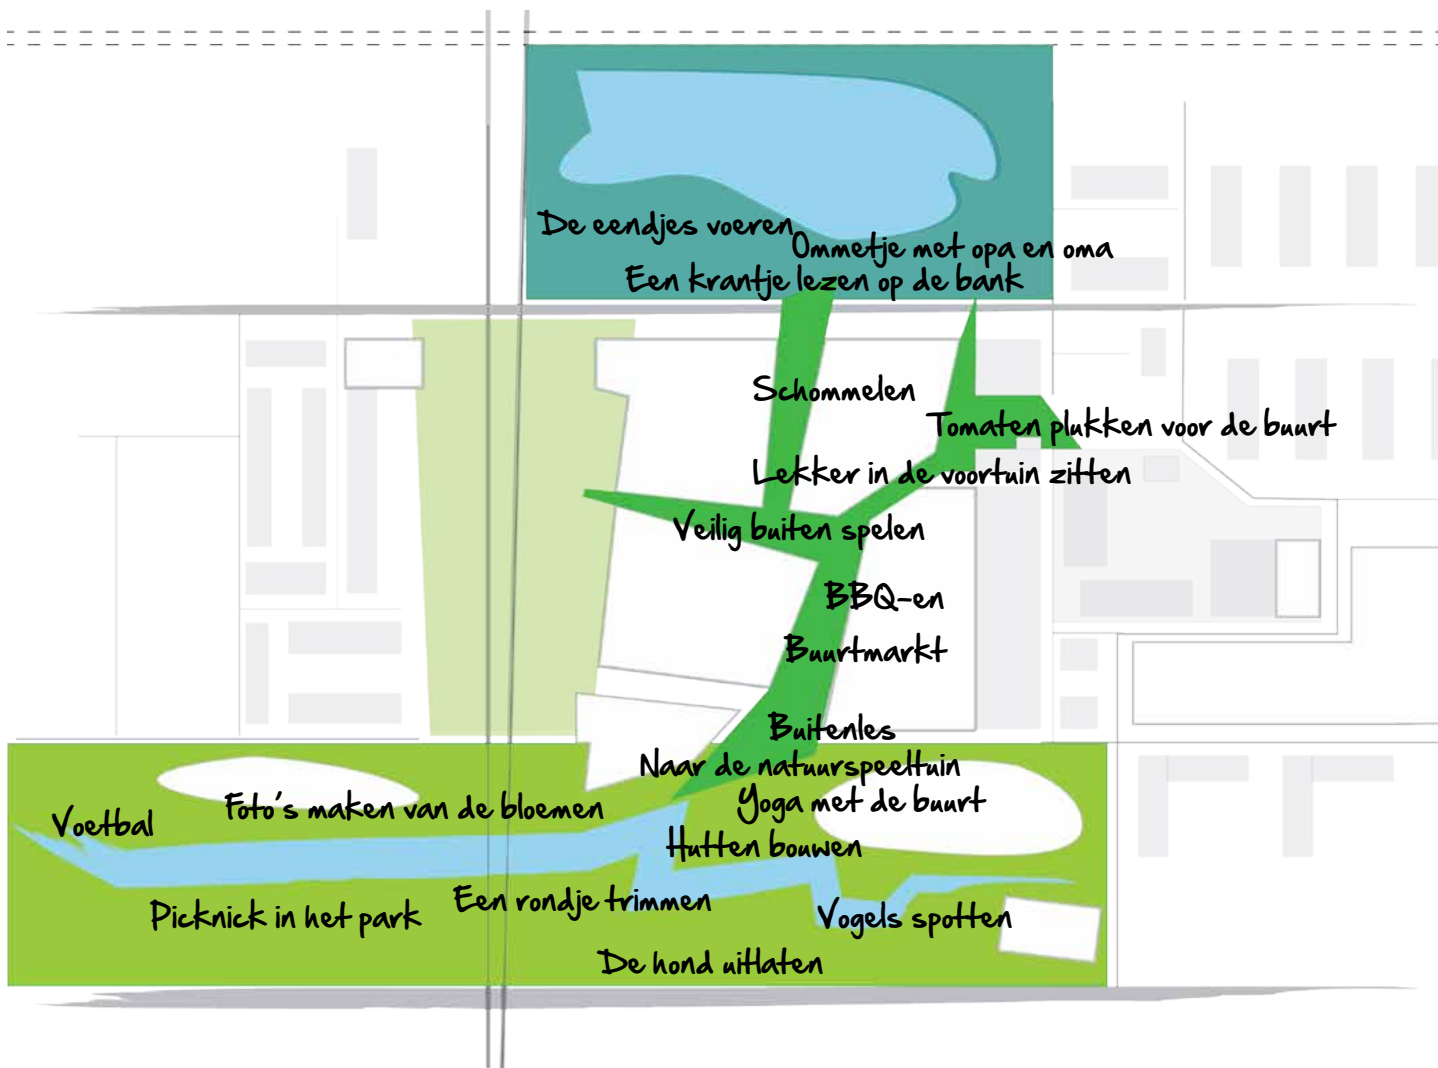 De eendjes voeren
Ommetje met opa en oma
Een krantje lezen op de bank
Schommelen
Tomaten plukken voor de buurt
Lekker in de voortuin zitten
Veilig buiten spelen
BBQ-en
Buurtmarkt
Buitenles
Naar de natuurspeeltuin
Yoga met de buurt
Foto's maken van de bloemen
Voetbal
Hutten bouwen
Een rondje trimmen
Picknick in het park
Vogels spotten
De hond uitlaten